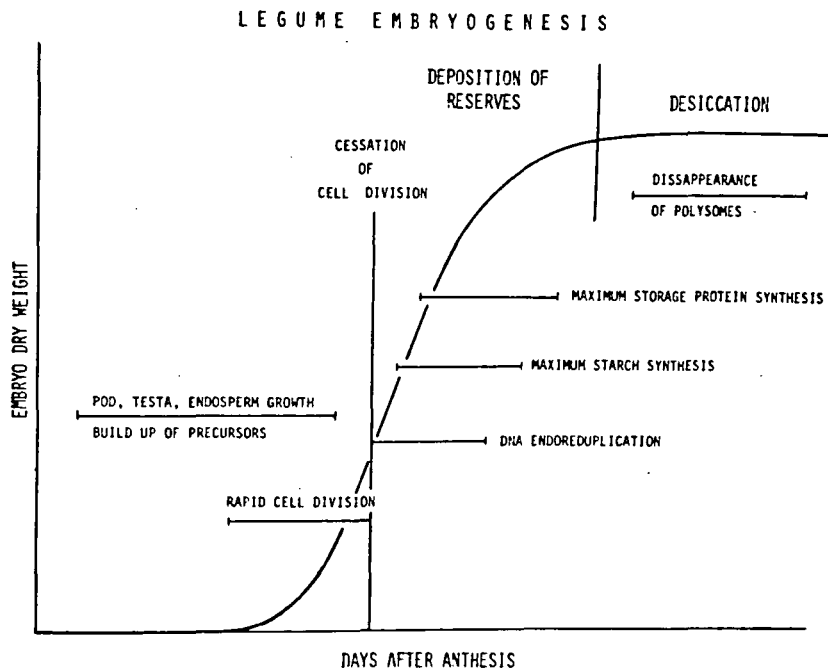 LEGUME EMBRYOGENESIS
DEPOSITION OF
RESERVES
DESICCATION
CESSATION
OF
CELL DIVISION
DISSAPPEARANCE
OF POLYSOMES
MAXIMUM STORAGE PROTEIN SYNTHESIS
MAXIMUM STARCH SYNTHESIS
POD, TESTA, ENDOSPERM GROWTH
BUILD UP OF PRECURSORS
DNA ENDOREDUPLICATION
RAPID CELL DIVISION
EMBRYO DRY WEIGHT
DAYS AFTER ANTHESIS